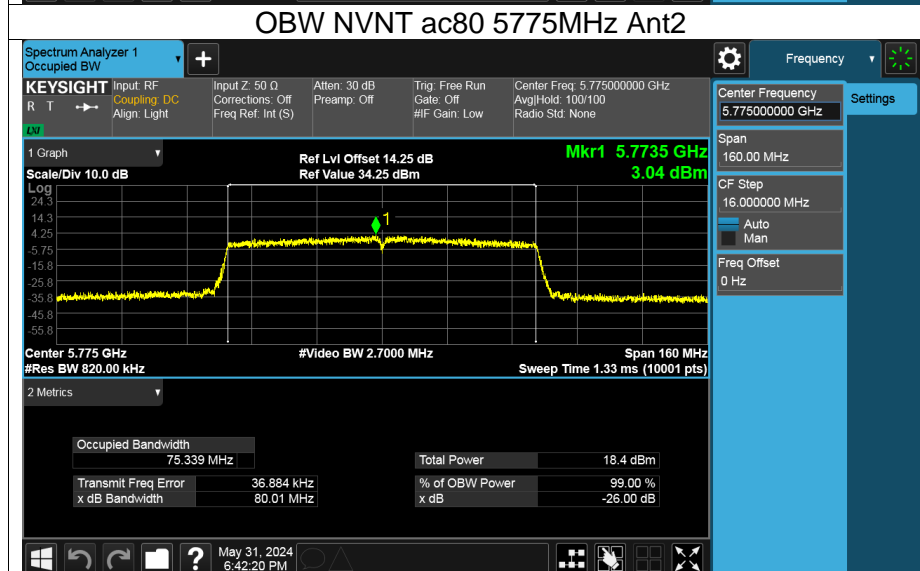 OBW NVNT ac80 5775MHz Ant2
Spectrum Analyzer 1
Occupied BW
+
Frequency
KEYSIGHT
R T
LXI
Input: RF
Coupling: DC
Align: Light
Input Z: 50 Ω
Corrections: Off
Freq Ref: Int (S)
Atten: 30 dB
Preamp: Off
Trig: Free Run
Gate: Off
#IF Gain: Low
Center Freq: 5.775000000 GHz
Avg|Hold: 100/100
Radio Std: None
Center Frequency
5.775000000 GHz
Settings
Span
160.00 MHz
CF Step
16.000000 MHz
Auto
Man
Freq Offset
0 Hz
1 Graph
Scale/Div 10.0 dB
Ref Lvl Offset 14.25 dB
Ref Value 34.25 dBm
Mkr1 5.7735 GHz
3.04 dBm
Log
24.3
14.3
4.25
-5.75
-15.8
-25.8
-35.8
-45.8
-55.8
1
Center 5.775 GHz
#Res BW 820.00 kHz
#Video BW 2.7000 MHz
Span 160 MHz
Sweep Time 1.33 ms (10001 pts)
2 Metrics
Occupied Bandwidth
75.339 MHz
Total Power 18.4 dBm
Transmit Freq Error 36.884 kHz
% of OBW Power 99.00 %
x dB Bandwidth 80.01 MHz
x dB -26.00 dB
?
May 31, 2024
6:42:20 PM